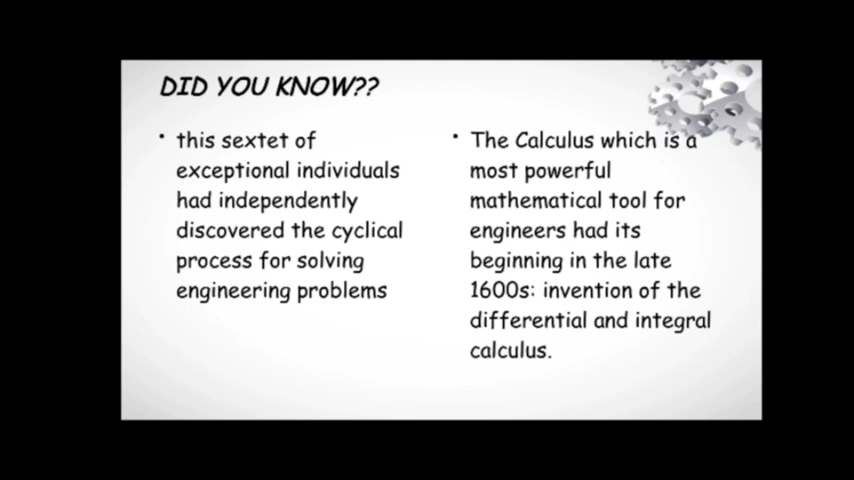 DID YOU KNOW??
• this sextet of
exceptional individuals
had independently
discovered the cyclical
process for solving
engineering problems
• The Calculus which is a
most powerful
mathematical tool for
engineers had its
beginning in the late
1600s: invention of the
differential and integral
calculus.